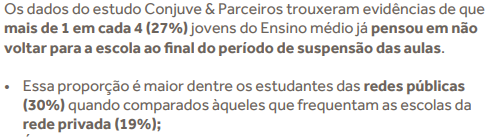 Os dados do estudo Conjuve & Parceiros trouxeram evidências de que
mais de 1 em cada 4 (27%) jovens do Ensino médio já pensou em não
voltar para a escola ao final do período de suspensão das aulas.
• Essa proporção é maior dentre os estudantes das redes públicas
(30%) quando comparados àqueles que frequentam as escolas da
rede privada (19%);